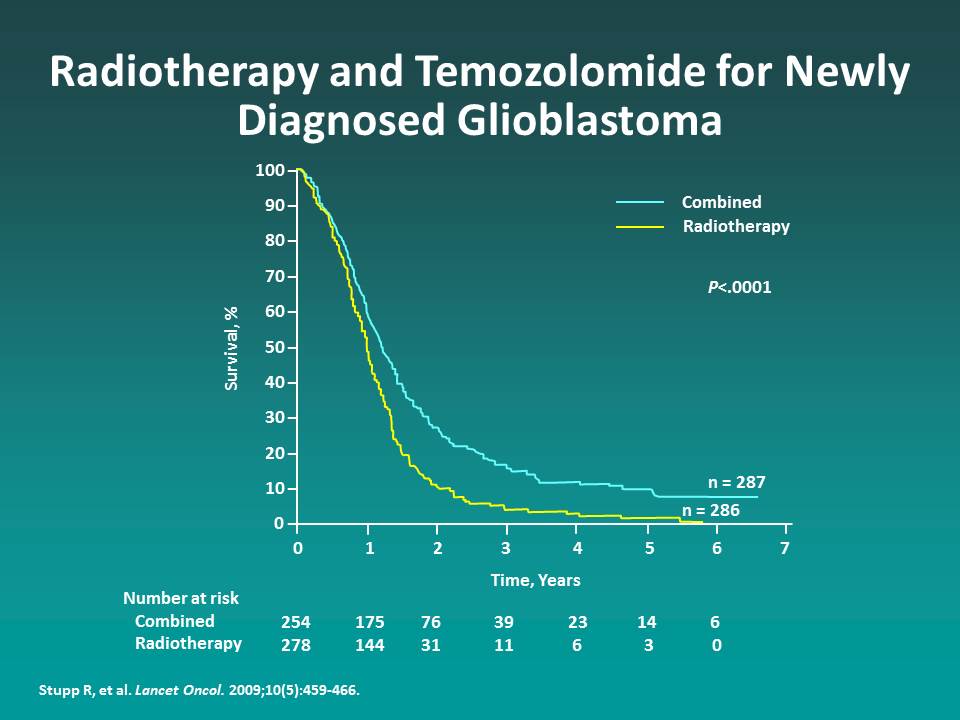 Radiotherapy and Temozolomide for Newly
Diagnosed Glioblastoma
100
90
80
70
60
50
40
30
20
10
0
Survival, %
Combined
Radiotherapy
P<.0001
n = 287
n = 286
0 1 2 3 4 5 6 7
Time, Years
Number at risk
Combined 254 175 76 39 23 14 6
Radiotherapy 278 144 31 11 6 3 0
Stupp R, et al. Lancet Oncol. 2009;10(5):459-466.